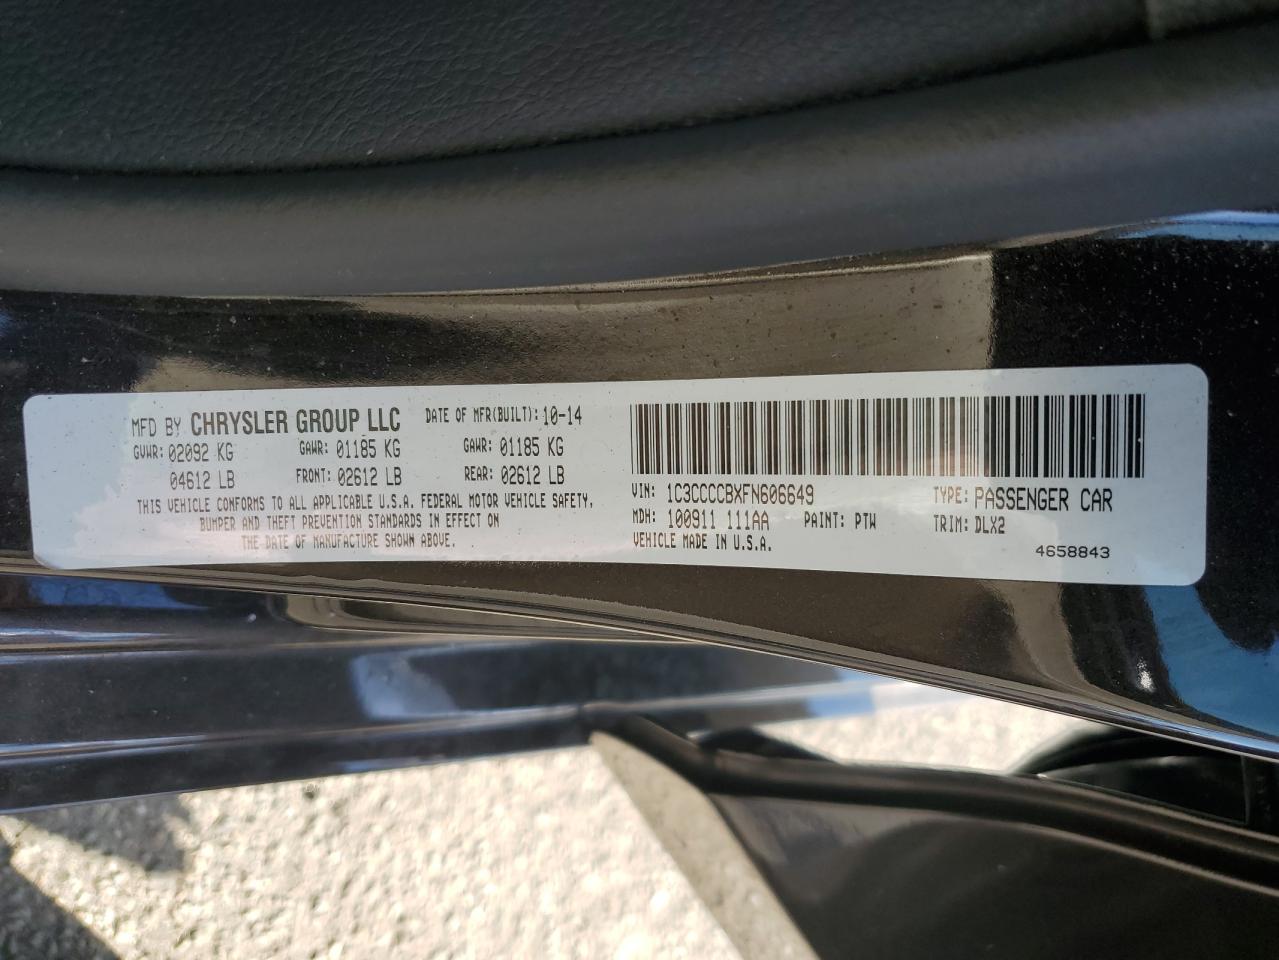 MFD BY CHRYSLER GROUP LLC DATE OF MFR(BUILT): 10-14
GVWR: 02092 KG GAWR: 01185 KG GAWR: 01185 KG
04612 LB FRONT: 02612 LB REAR: 02612 LB
THIS VEHICLE CONFORMS TO ALL APPLICABLE U.S.A. FEDERAL MOTOR VEHICLE SAFETY,
BUMPER AND THEFT PREVENTION STANDARDS IN EFFECT ON
THE DATE OF MANUFACTURE SHOWN ABOVE.
VIN: 1C3CCCCBXFN606649 TYPE: PASSENGER CAR
MDH: 100911 111AA PAINT: PTW TRIM: DLX2
VEHICLE MADE IN U.S.A.
4658843